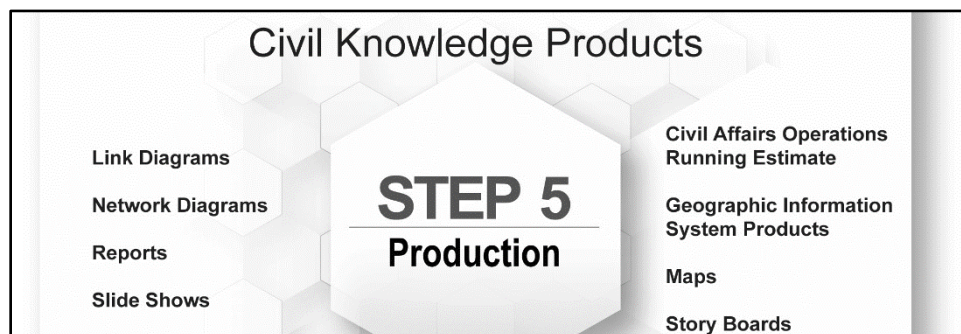 Civil Knowledge Products
Link Diagrams
Network Diagrams
Reports
Slide Shows
STEP 5
Production
Civil Affairs Operations
Running Estimate
Geographic Information
System Products
Maps
Story Boards